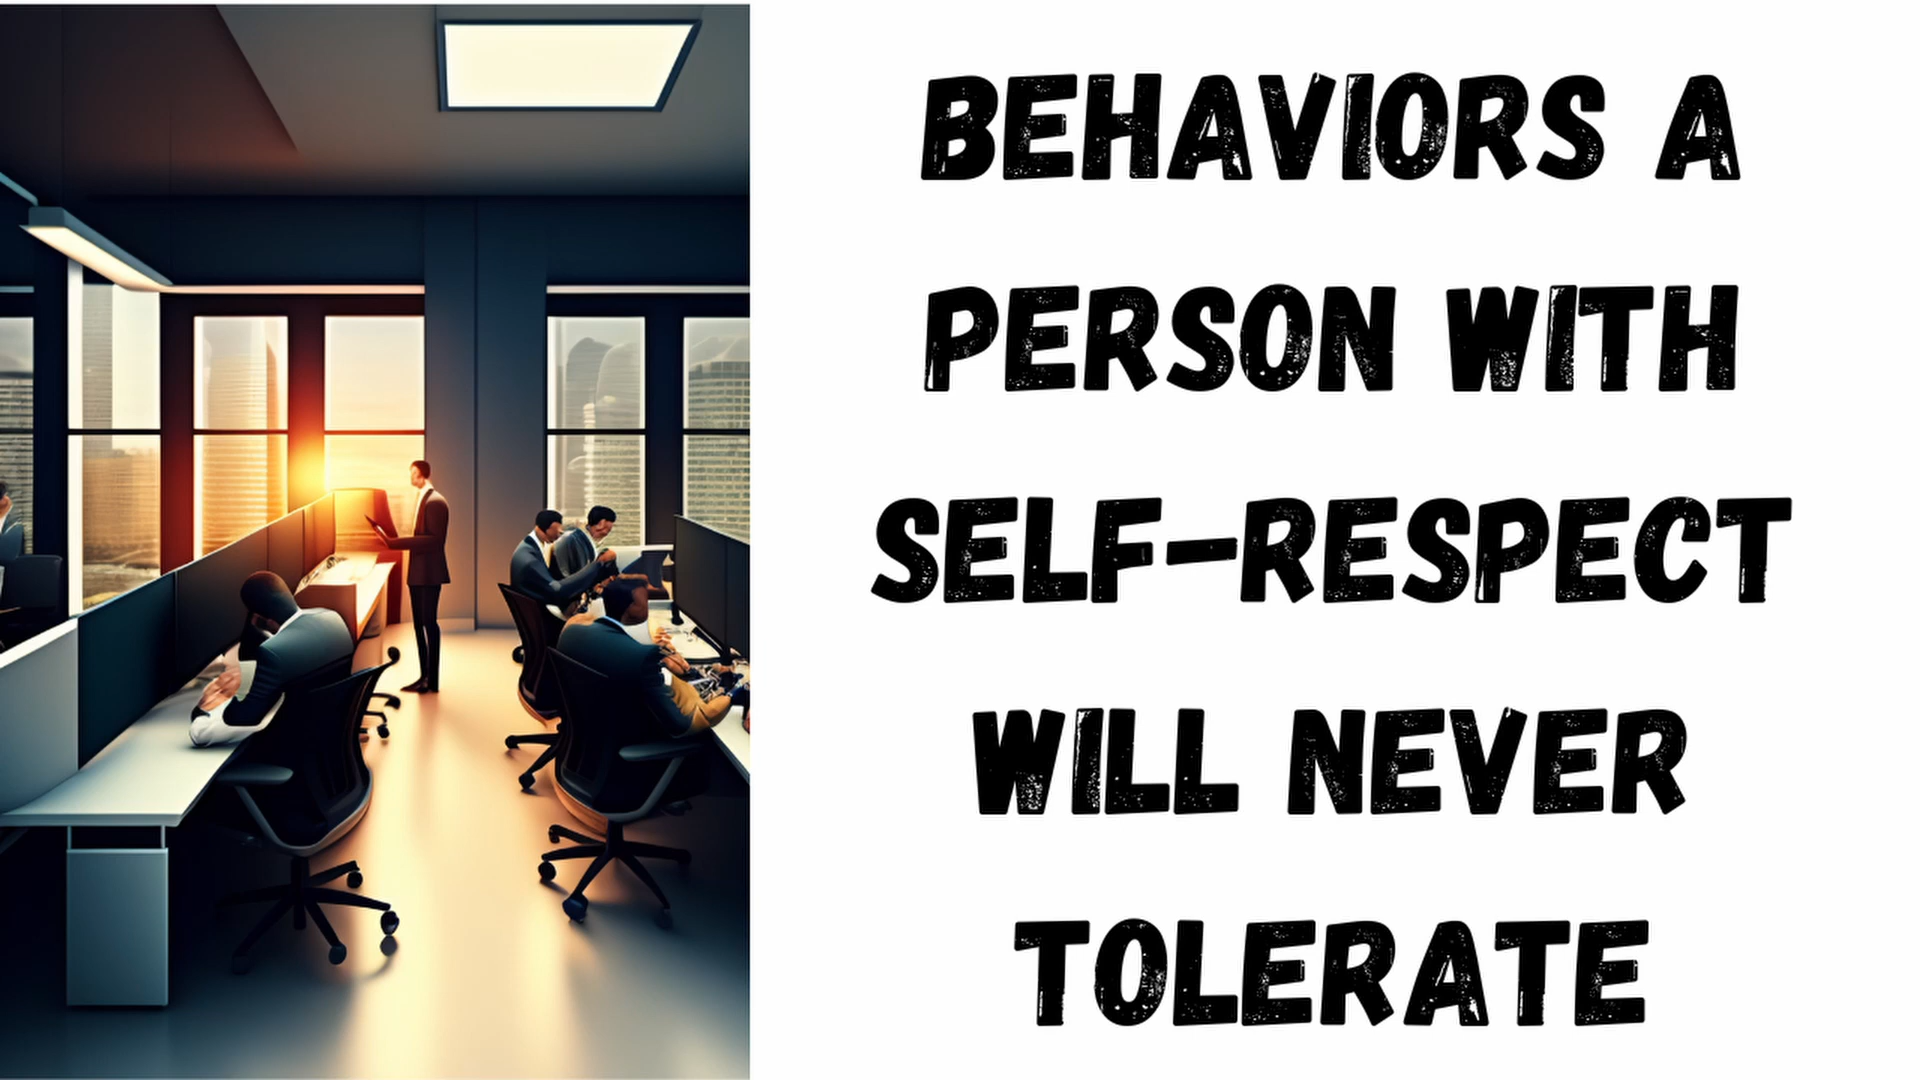 BEHAVIORS A
PERSON WITH
SELF-RESPECT
WILL NEVER
TOLERATE